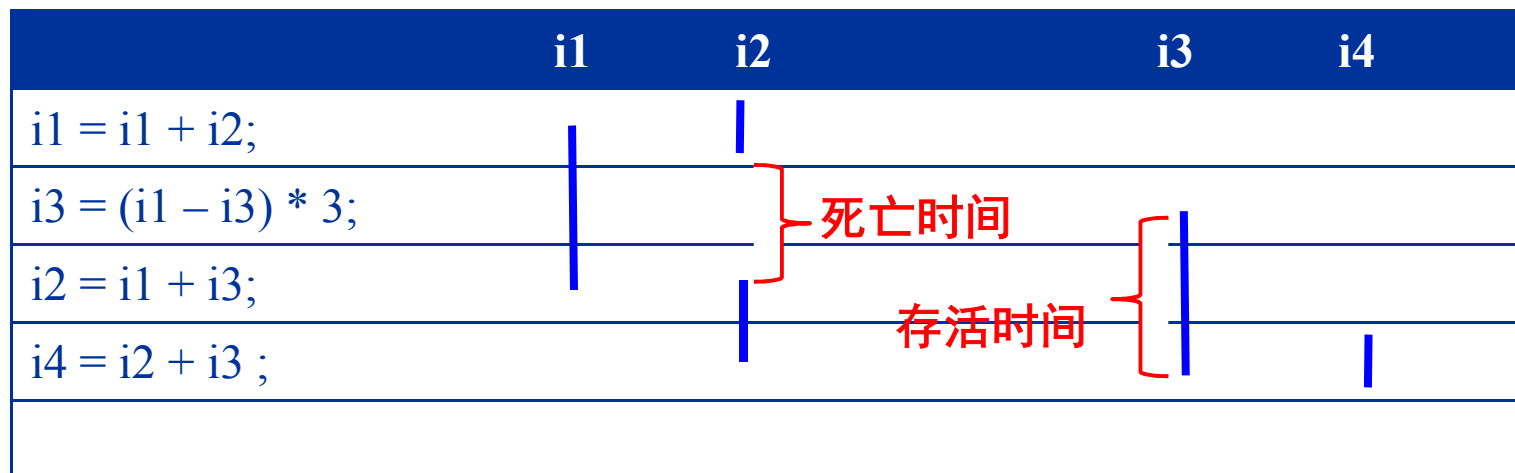 i1 i2 i3 i4
i1 = i1 + i2;
i3 = (i1 – i3) * 3;
死亡时间
i2 = i1 + i3;
存活时间
i4 = i2 + i3 ;